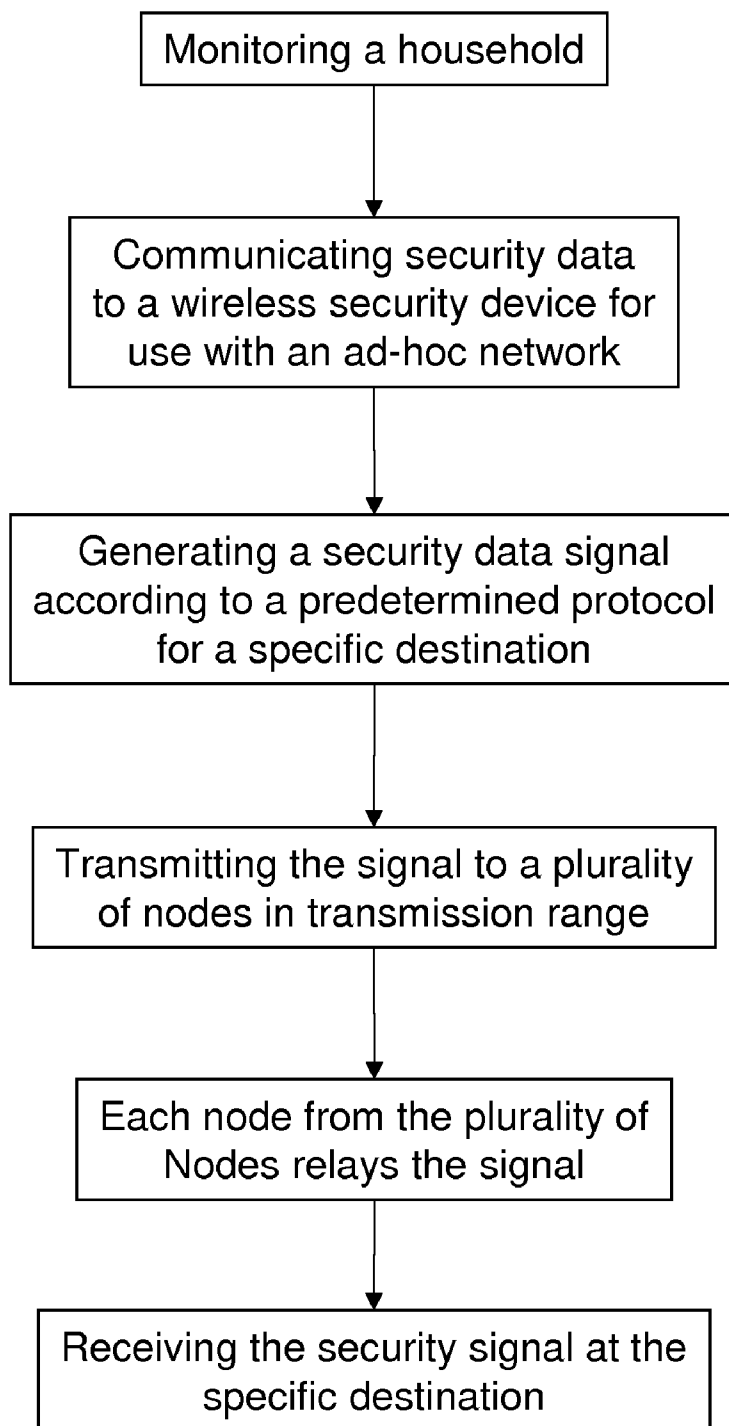 Monitoring a household
Communicating security data
to a wireless security device for
use with an ad-hoc network
Generating a security data signal
according to a predetermined protocol
for a specific destination
Transmitting the signal to a plurality
of nodes in transmission range
Each node from the plurality of
Nodes relays the signal
Receiving the security signal at the
specific destination